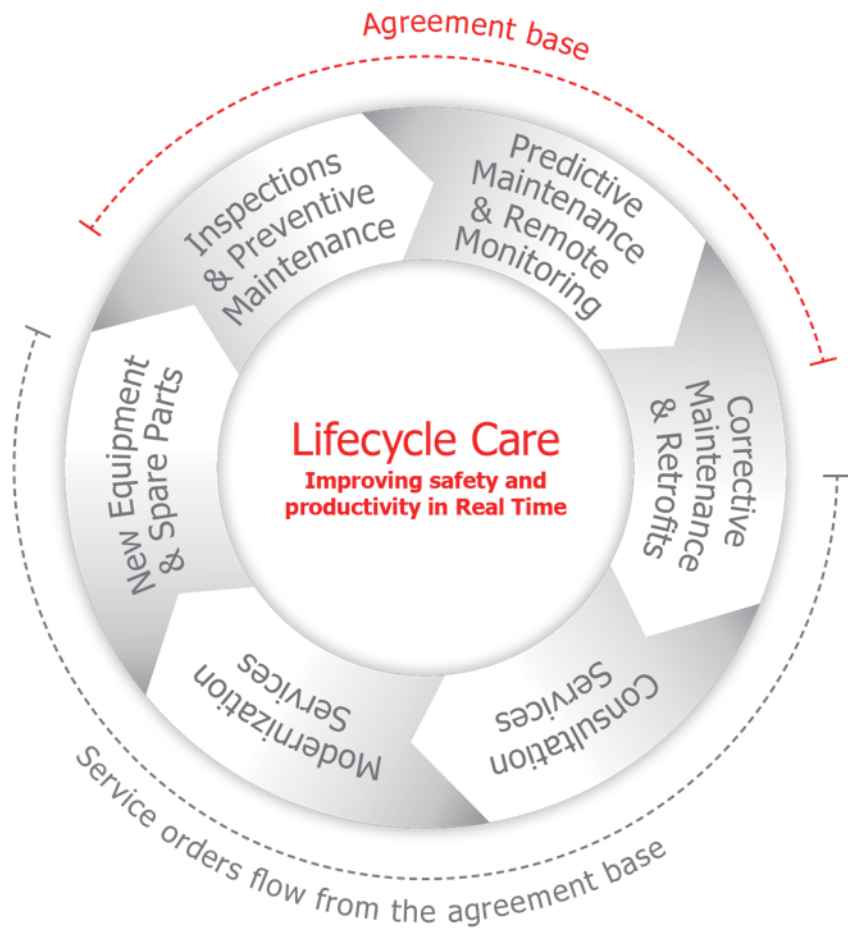 Agreement base
Inspections
& Preventive
Maintenance
Predictive
Maintenance
& Remote
Monitoring
Corrective
Maintenance
& Retrofits
Consultation
Services
Modernization
Services
New Equipment
& Spare Parts
Lifecycle Care
Improving safety and
productivity in Real Time
Service orders flow from the agreement base